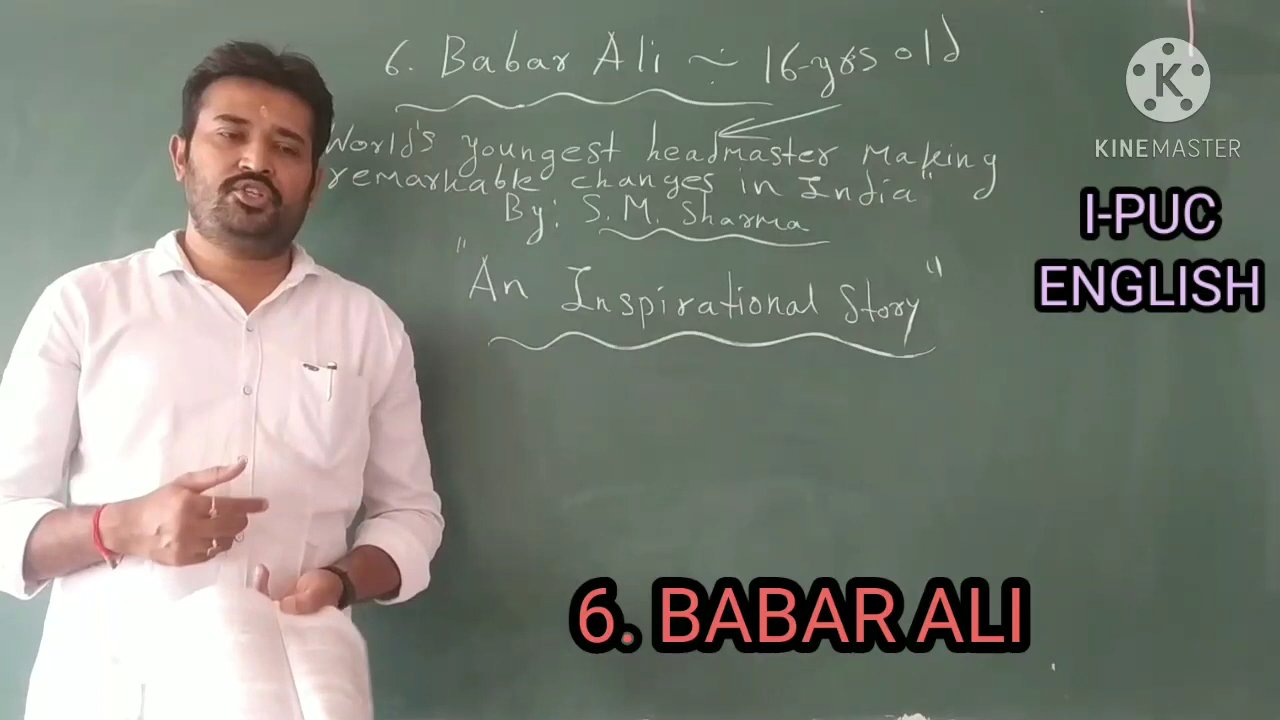 6. Babar Ali ~ 16-yrs old
World's youngest headmaster Making
remarkable changes in India"
By: S. M. Sharma
"An Inspirational Story"
K
KINEMASTER
I-PUC
ENGLISH
6. BABAR ALI